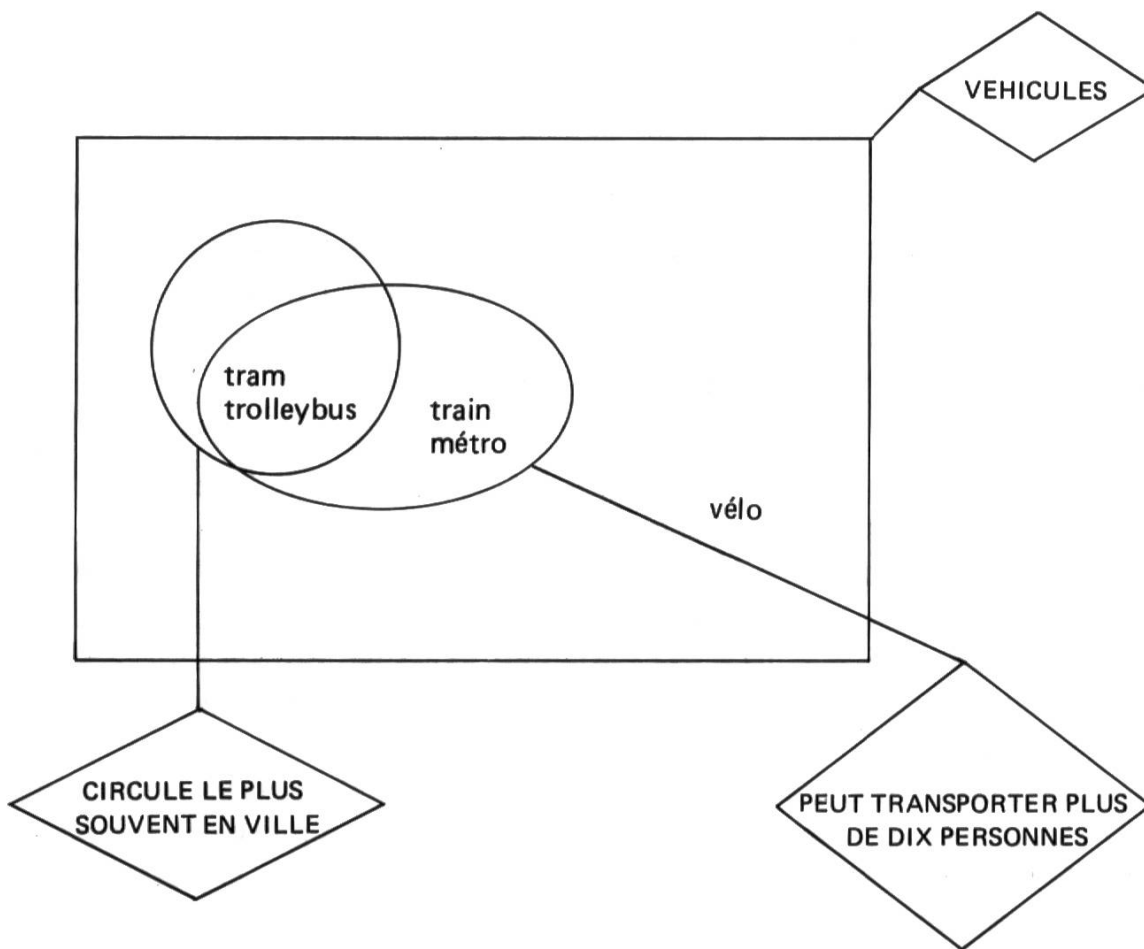 VEHICULES
tram
trolleybus
train
métro
vélo
CIRCULE LE PLUS
SOUVENT EN VILLE
PEUT TRANSPORTER PLUS
DE DIX PERSONNES